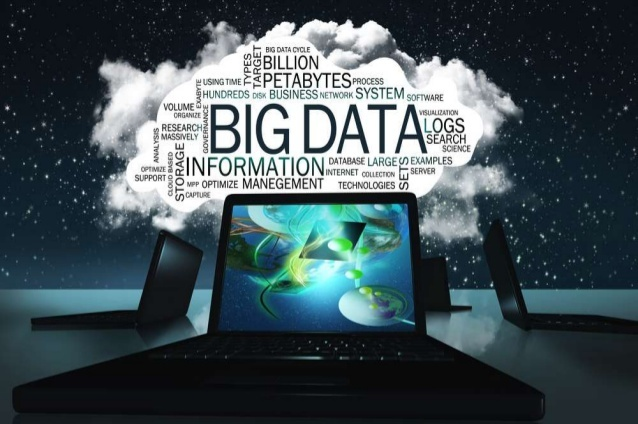 BIG DATA CYCLE
TYPES
TARGET
BILLION
PETABYTES
PROCESS
USING TIME
EXABYTE
HUNDREDS DISK BUSINESS NETWORK SYSTEM SOFTWARE
VOLUME
ORGANIZE
GOVERNANCE
BIG DATA
VISUALIZATION
LOGS
RESEARCH
MASSIVELY
SEARCH
SCIENCE
ANALYSIS
CLOUD BASED
STORAGE
INFORMATION
DATABASE LARGE EXAMPLES
SETS
OPTIMIZE
SUPPORT
INTERNET COLLECTION SERVER
MPP OPTIMIZE MANEGEMENT
TECHNOLOGIES
CAPTURE